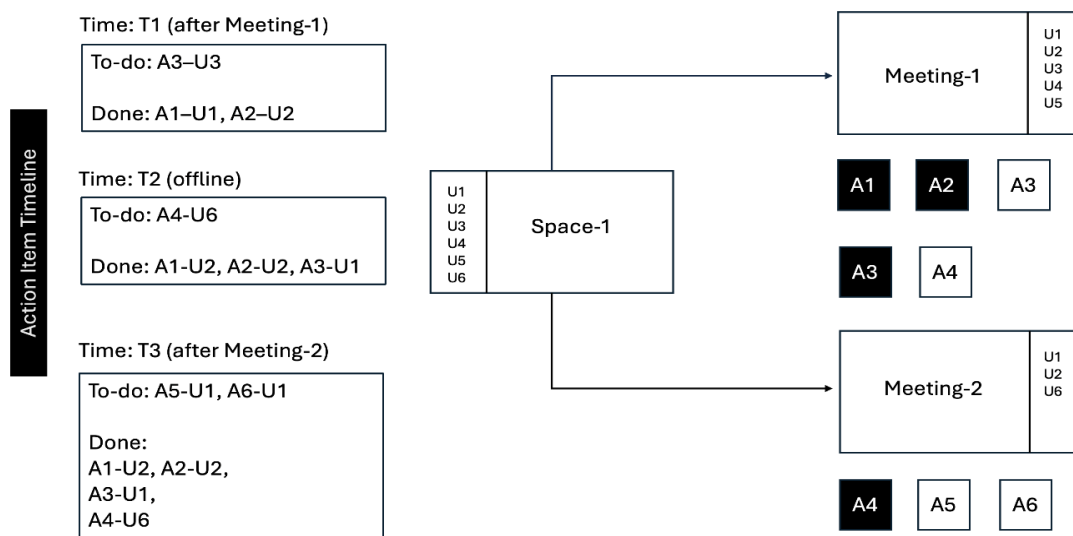 Action Item Timeline
Time: T1 (after Meeting-1)
To-do: A3–U3
Done: A1–U1, A2–U2
Time: T2 (offline)
To-do: A4-U6
Done: A1-U2, A2-U2, A3-U1
Time: T3 (after Meeting-2)
To-do: A5-U1, A6-U1
Done:
A1-U2, A2-U2,
A3-U1,
A4-U6
U1
U2
U3
U4
U5
U6
Space-1
Meeting-1
U1
U2
U3
U4
U5
A1 A2 A3
A3 A4
Meeting-2
U1
U2
U6
A4 A5 A6